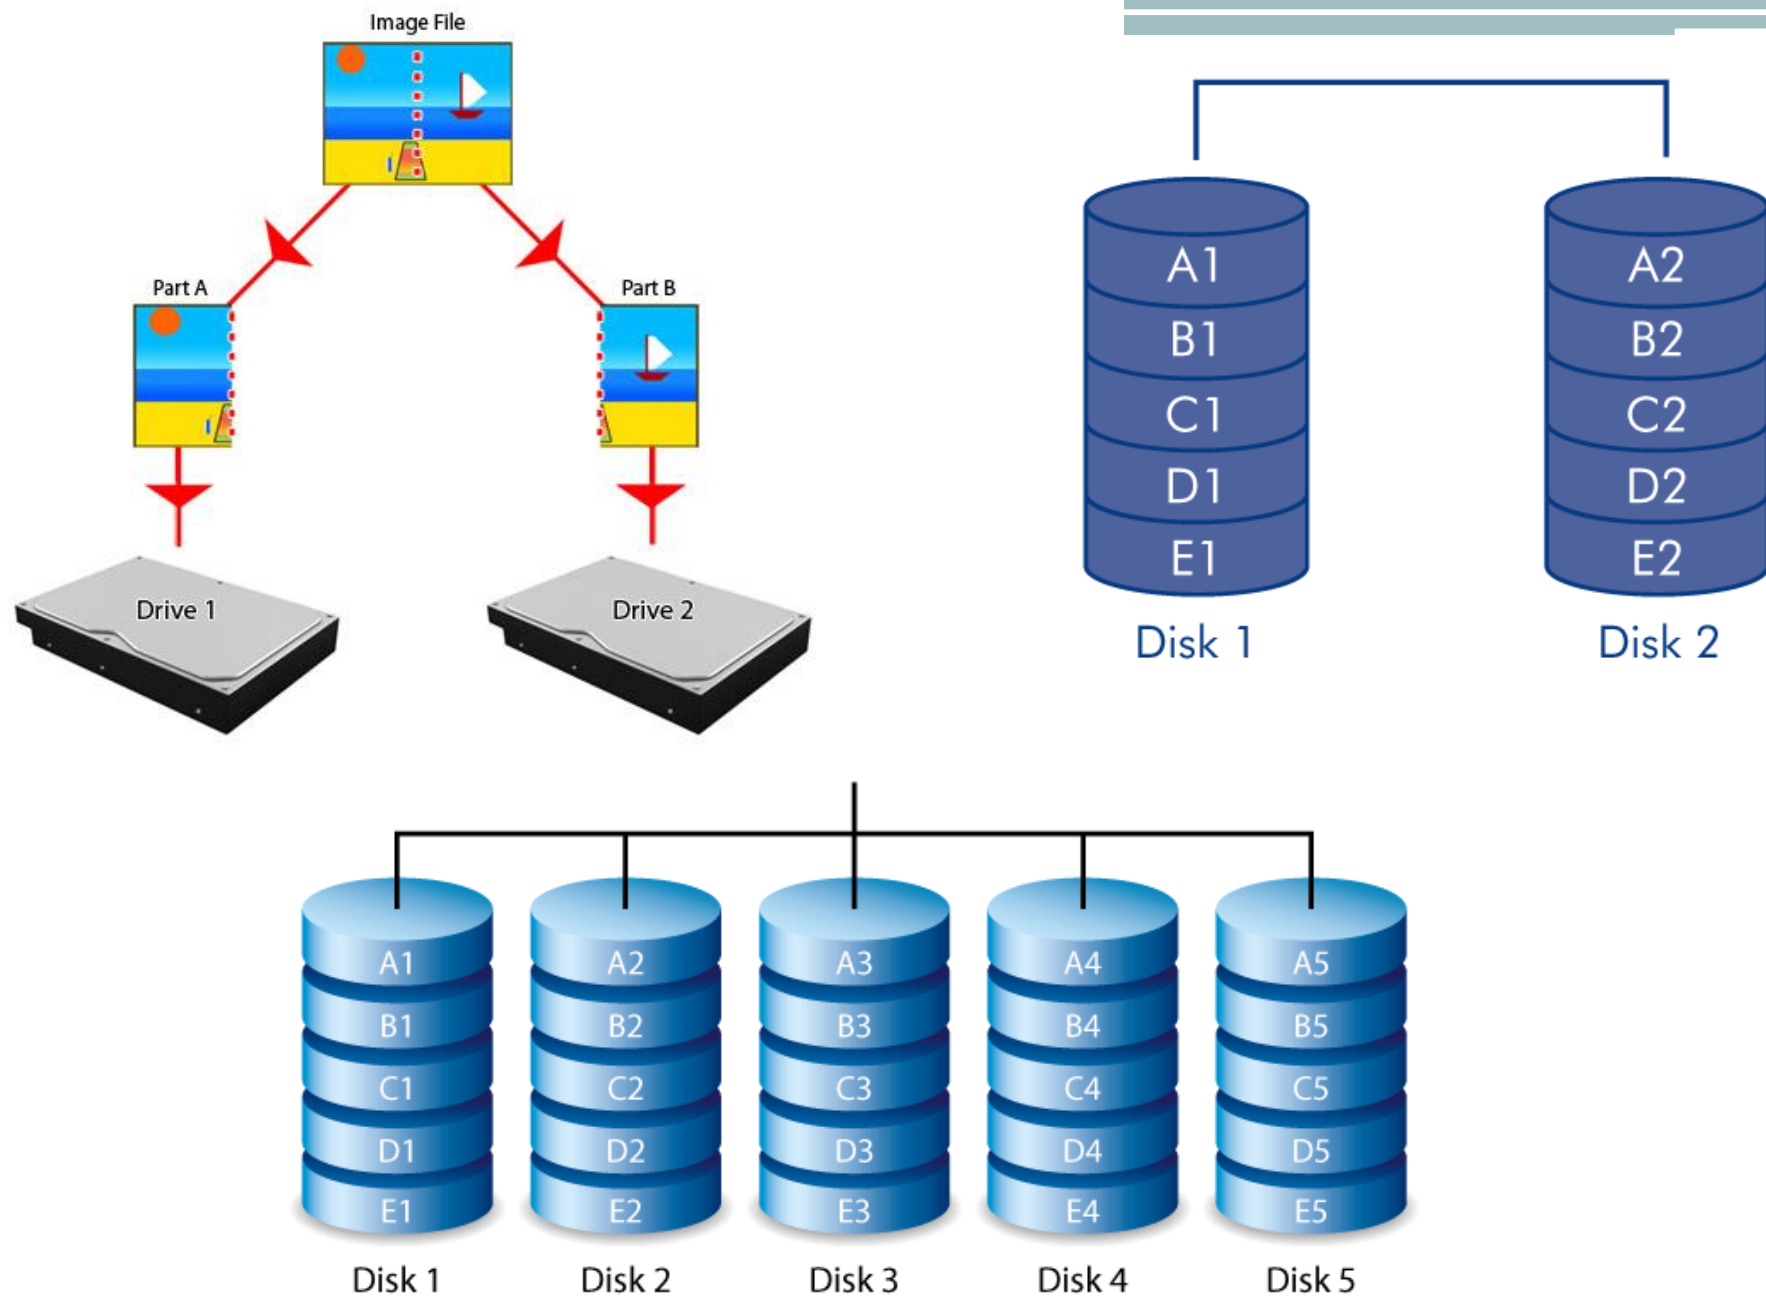 Image File
Part A
Part B
Drive 1
Drive 2
A1 A2
B1 B2
C1 C2
D1 D2
E1 E2
Disk 1 Disk 2
A1 A2 A3 A4 A5
B1 B2 B3 B4 B5
C1 C2 C3 C4 C5
D1 D2 D3 D4 D5
E1 E2 E3 E4 E5
Disk 1 Disk 2 Disk 3 Disk 4 Disk 5